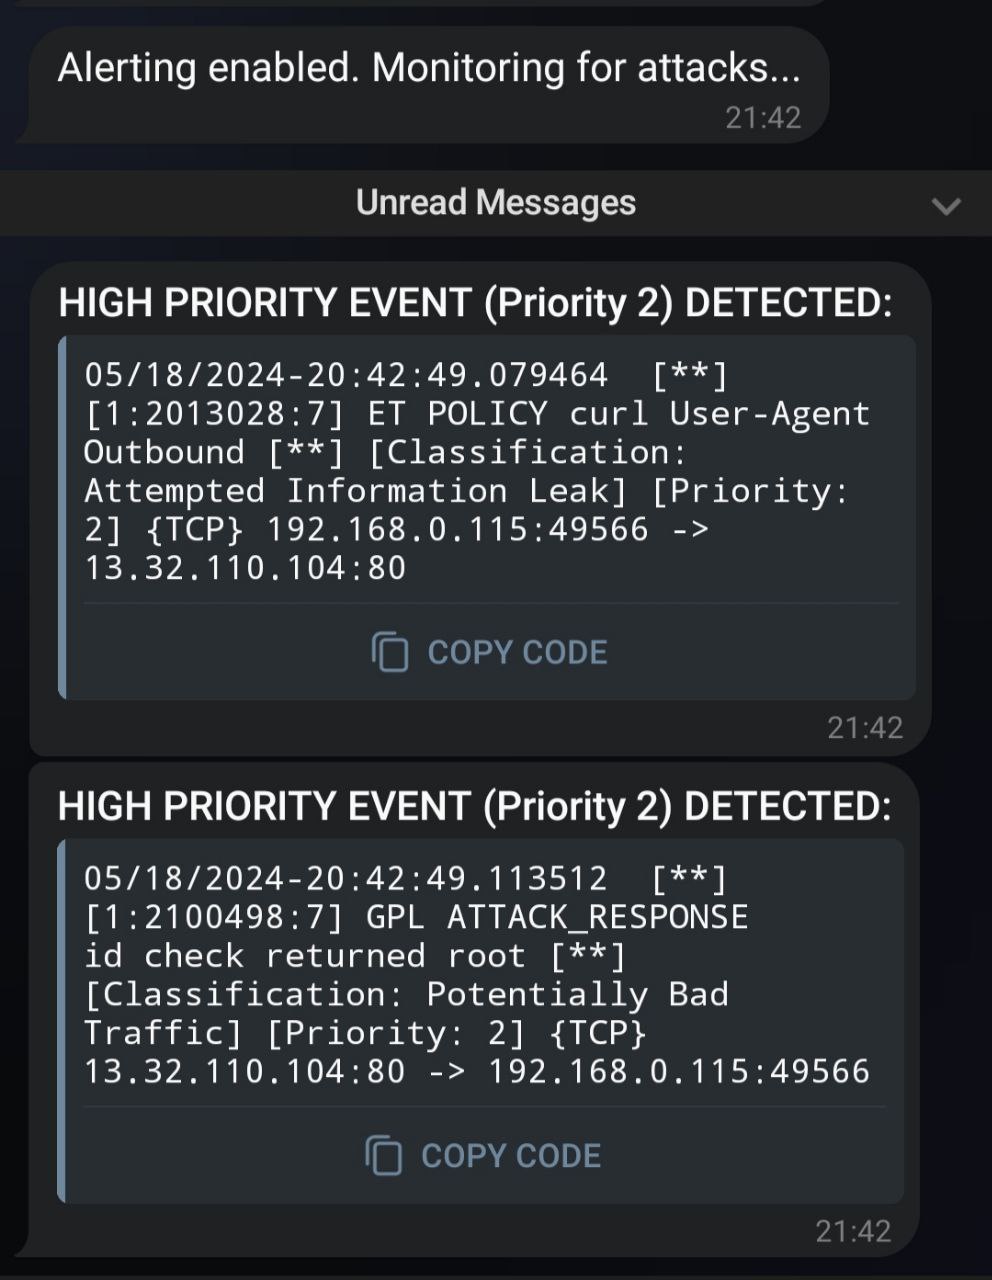 Alerting enabled. Monitoring for attacks...
21:42
Unread Messages
HIGH PRIORITY EVENT (Priority 2) DETECTED:
05/18/2024-20:42:49.079464  [**]
[1:2013028:7] ET POLICY curl User-Agent
Outbound [**] [Classification:
Attempted Information Leak] [Priority:
2] {TCP} 192.168.0.115:49566 ->
13.32.110.104:80
COPY CODE
21:42
HIGH PRIORITY EVENT (Priority 2) DETECTED:
05/18/2024-20:42:49.113512  [**]
[1:2100498:7] GPL ATTACK_RESPONSE
id check returned root [**]
[Classification: Potentially Bad
Traffic] [Priority: 2] {TCP}
13.32.110.104:80 -> 192.168.0.115:49566
COPY CODE
21:42